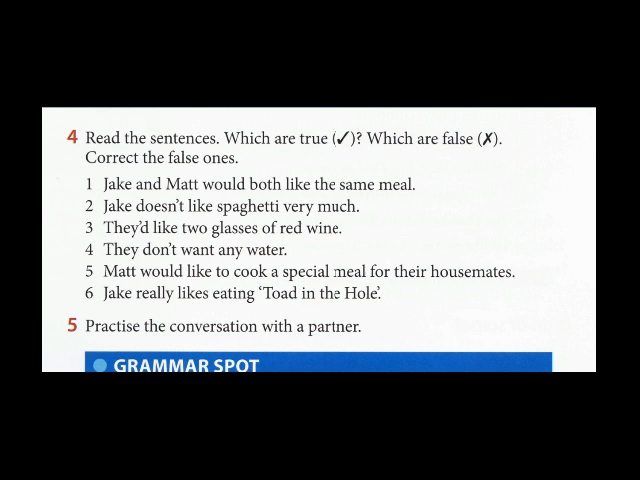 4 Read the sentences. Which are true (✓)? Which are false (✗).
Correct the false ones.
1 Jake and Matt would both like the same meal.
2 Jake doesn't like spaghetti very much.
3 They'd like two glasses of red wine.
4 They don't want any water.
5 Matt would like to cook a special meal for their housemates.
6 Jake really likes eating 'Toad in the Hole'.
5 Practise the conversation with a partner.
GRAMMAR SPOT